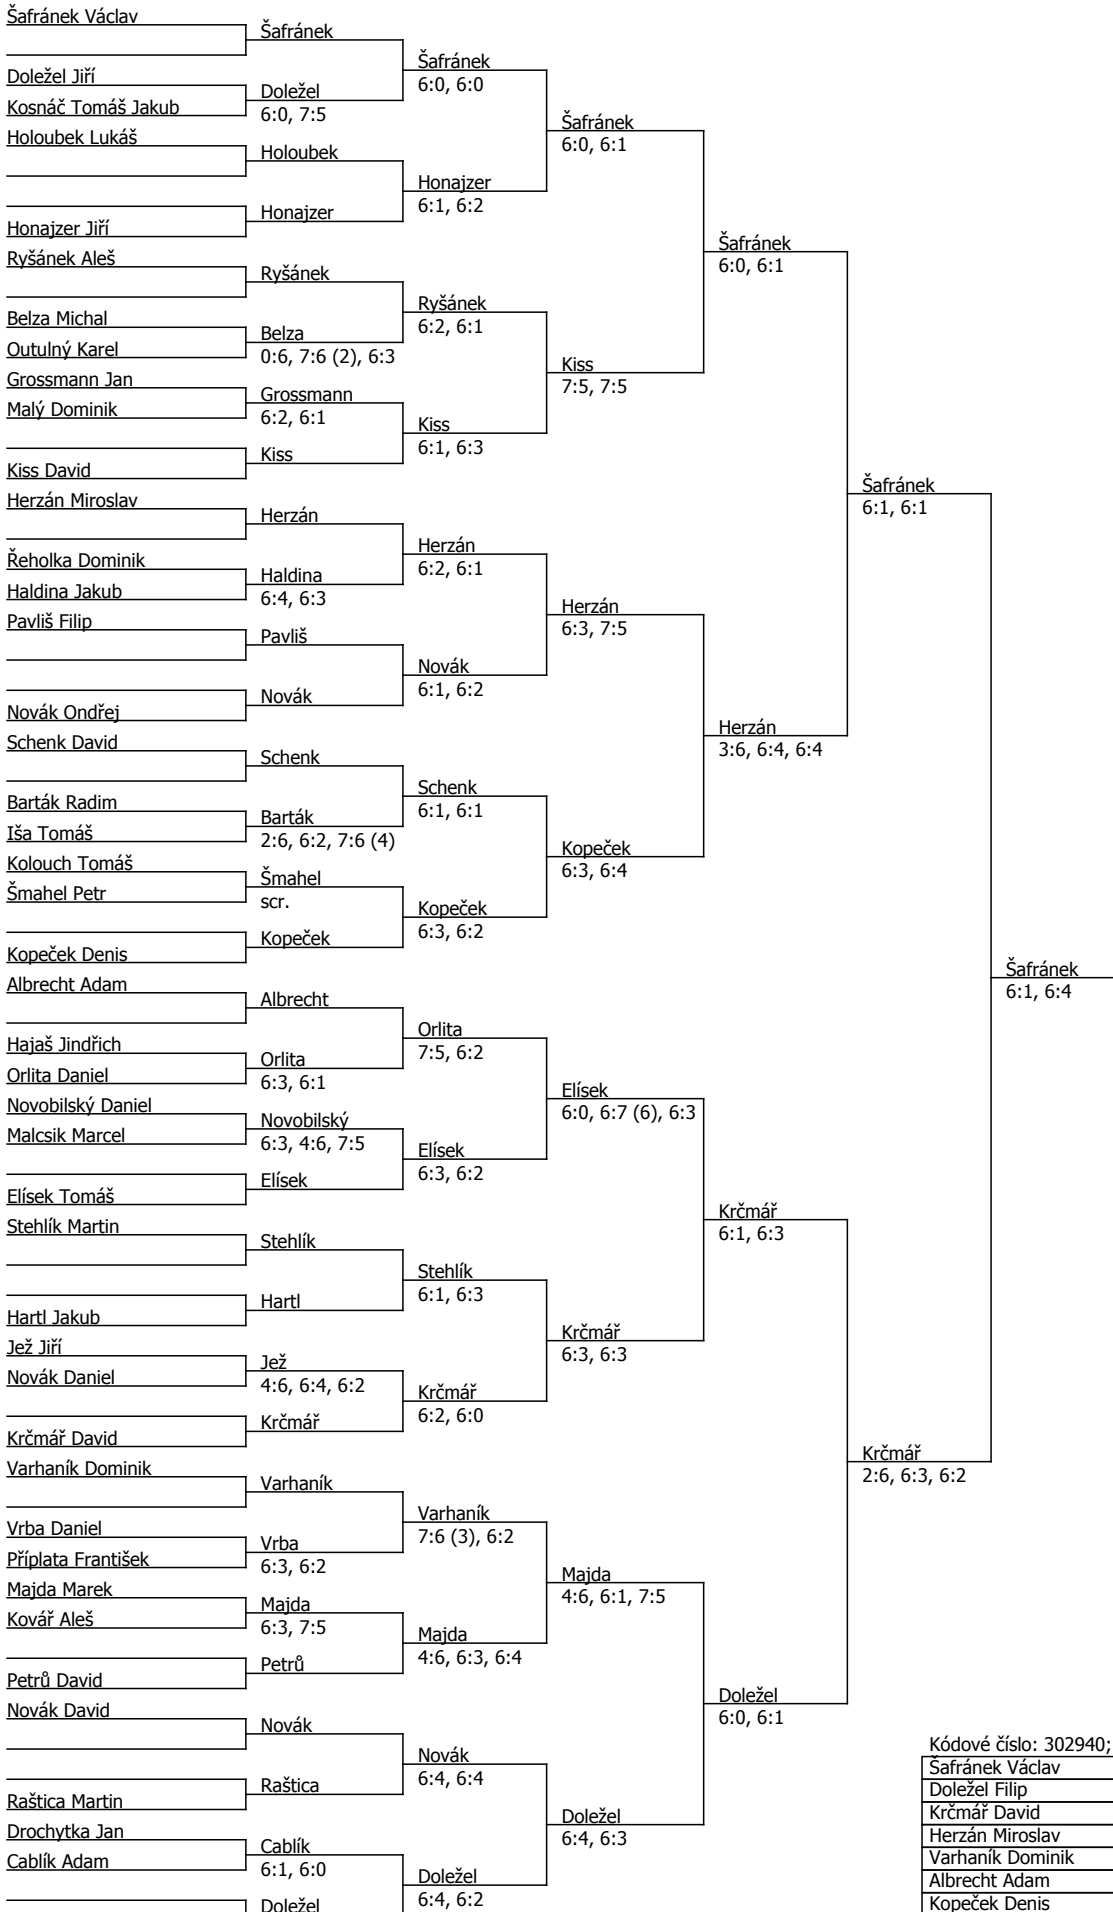 Šafránek Václav
Doležel Jiří
Kosnáč Tomáš Jakub
Holoubek Lukáš
Honajzer Jiří
Ryšánek Aleš
Belza Michal
Outulný Karel
Grossmann Jan
Malý Dominik
Kiss David
Herzán Miroslav
Řeholka Dominik
Haldina Jakub
Pavliš Filip
Novák Ondřej
Schenk David
Barták Radim
Iša Tomáš
Kolouch Tomáš
Šmahel Petr
Kopeček Denis
Albrecht Adam
Hajaš Jindřich
Orlita Daniel
Novobilský Daniel
Malcsik Marcel
Elísek Tomáš
Stehlík Martin
Hartl Jakub
Jež Jiří
Novák Daniel
Krčmář David
Varhaník Dominik
Vrba Daniel
Příplata František
Majda Marek
Kovář Aleš
Petrů David
Novák David
Raštica Martin
Drochytka Jan
Cablík Adam
Šafránek
Doležel
6:0, 7:5
Holoubek
Honajzer
Ryšánek
Belza
0:6, 7:6 (2), 6:3
Grossmann
6:2, 6:1
Kiss
Herzán
Haldina
6:4, 6:3
Pavliš
Novák
Schenk
Barták
2:6, 6:2, 7:6 (4)
Šmahel
scr.
Kopeček
Albrecht
Orlita
6:3, 6:1
Novobilský
6:3, 4:6, 7:5
Elísek
Stehlík
Hartl
Jež
4:6, 6:4, 6:2
Krčmář
Varhaník
Vrba
6:3, 6:2
Majda
6:3, 7:5
Petrů
Novák
Raštica
Cablík
6:1, 6:0
Doležel
Šafránek
6:0, 6:0
Honajzer
6:1, 6:2
Ryšánek
6:2, 6:1
Kiss
6:1, 6:3
Herzán
6:2, 6:1
Novák
6:1, 6:2
Schenk
6:1, 6:1
Kopeček
6:3, 6:2
Orlita
7:5, 6:2
Elísek
6:3, 6:2
Stehlík
6:1, 6:3
Krčmář
6:2, 6:0
Varhaník
7:6 (3), 6:2
Majda
4:6, 6:3, 6:4
Novák
6:4, 6:4
Doležel
6:4, 6:2
Šafránek
6:0, 6:1
Kiss
7:5, 7:5
Herzán
6:3, 7:5
Kopeček
6:3, 6:4
Elísek
6:0, 6:7 (6), 6:3
Krčmář
6:3, 6:3
Majda
4:6, 6:1, 7:5
Doležel
6:4, 6:3
Šafránek
6:0, 6:1
Herzán
3:6, 6:4, 6:4
Krčmář
6:1, 6:3
Doležel
6:0, 6:1
Šafránek
6:1, 6:1
Krčmář
2:6, 6:3, 6:2
Šafránek
6:1, 6:4
Kódové číslo: 302940;
Šafránek Václav
Doležel Filip
Krčmář David
Herzán Miroslav
Varhaník Dominik
Albrecht Adam
Kopeček Denis